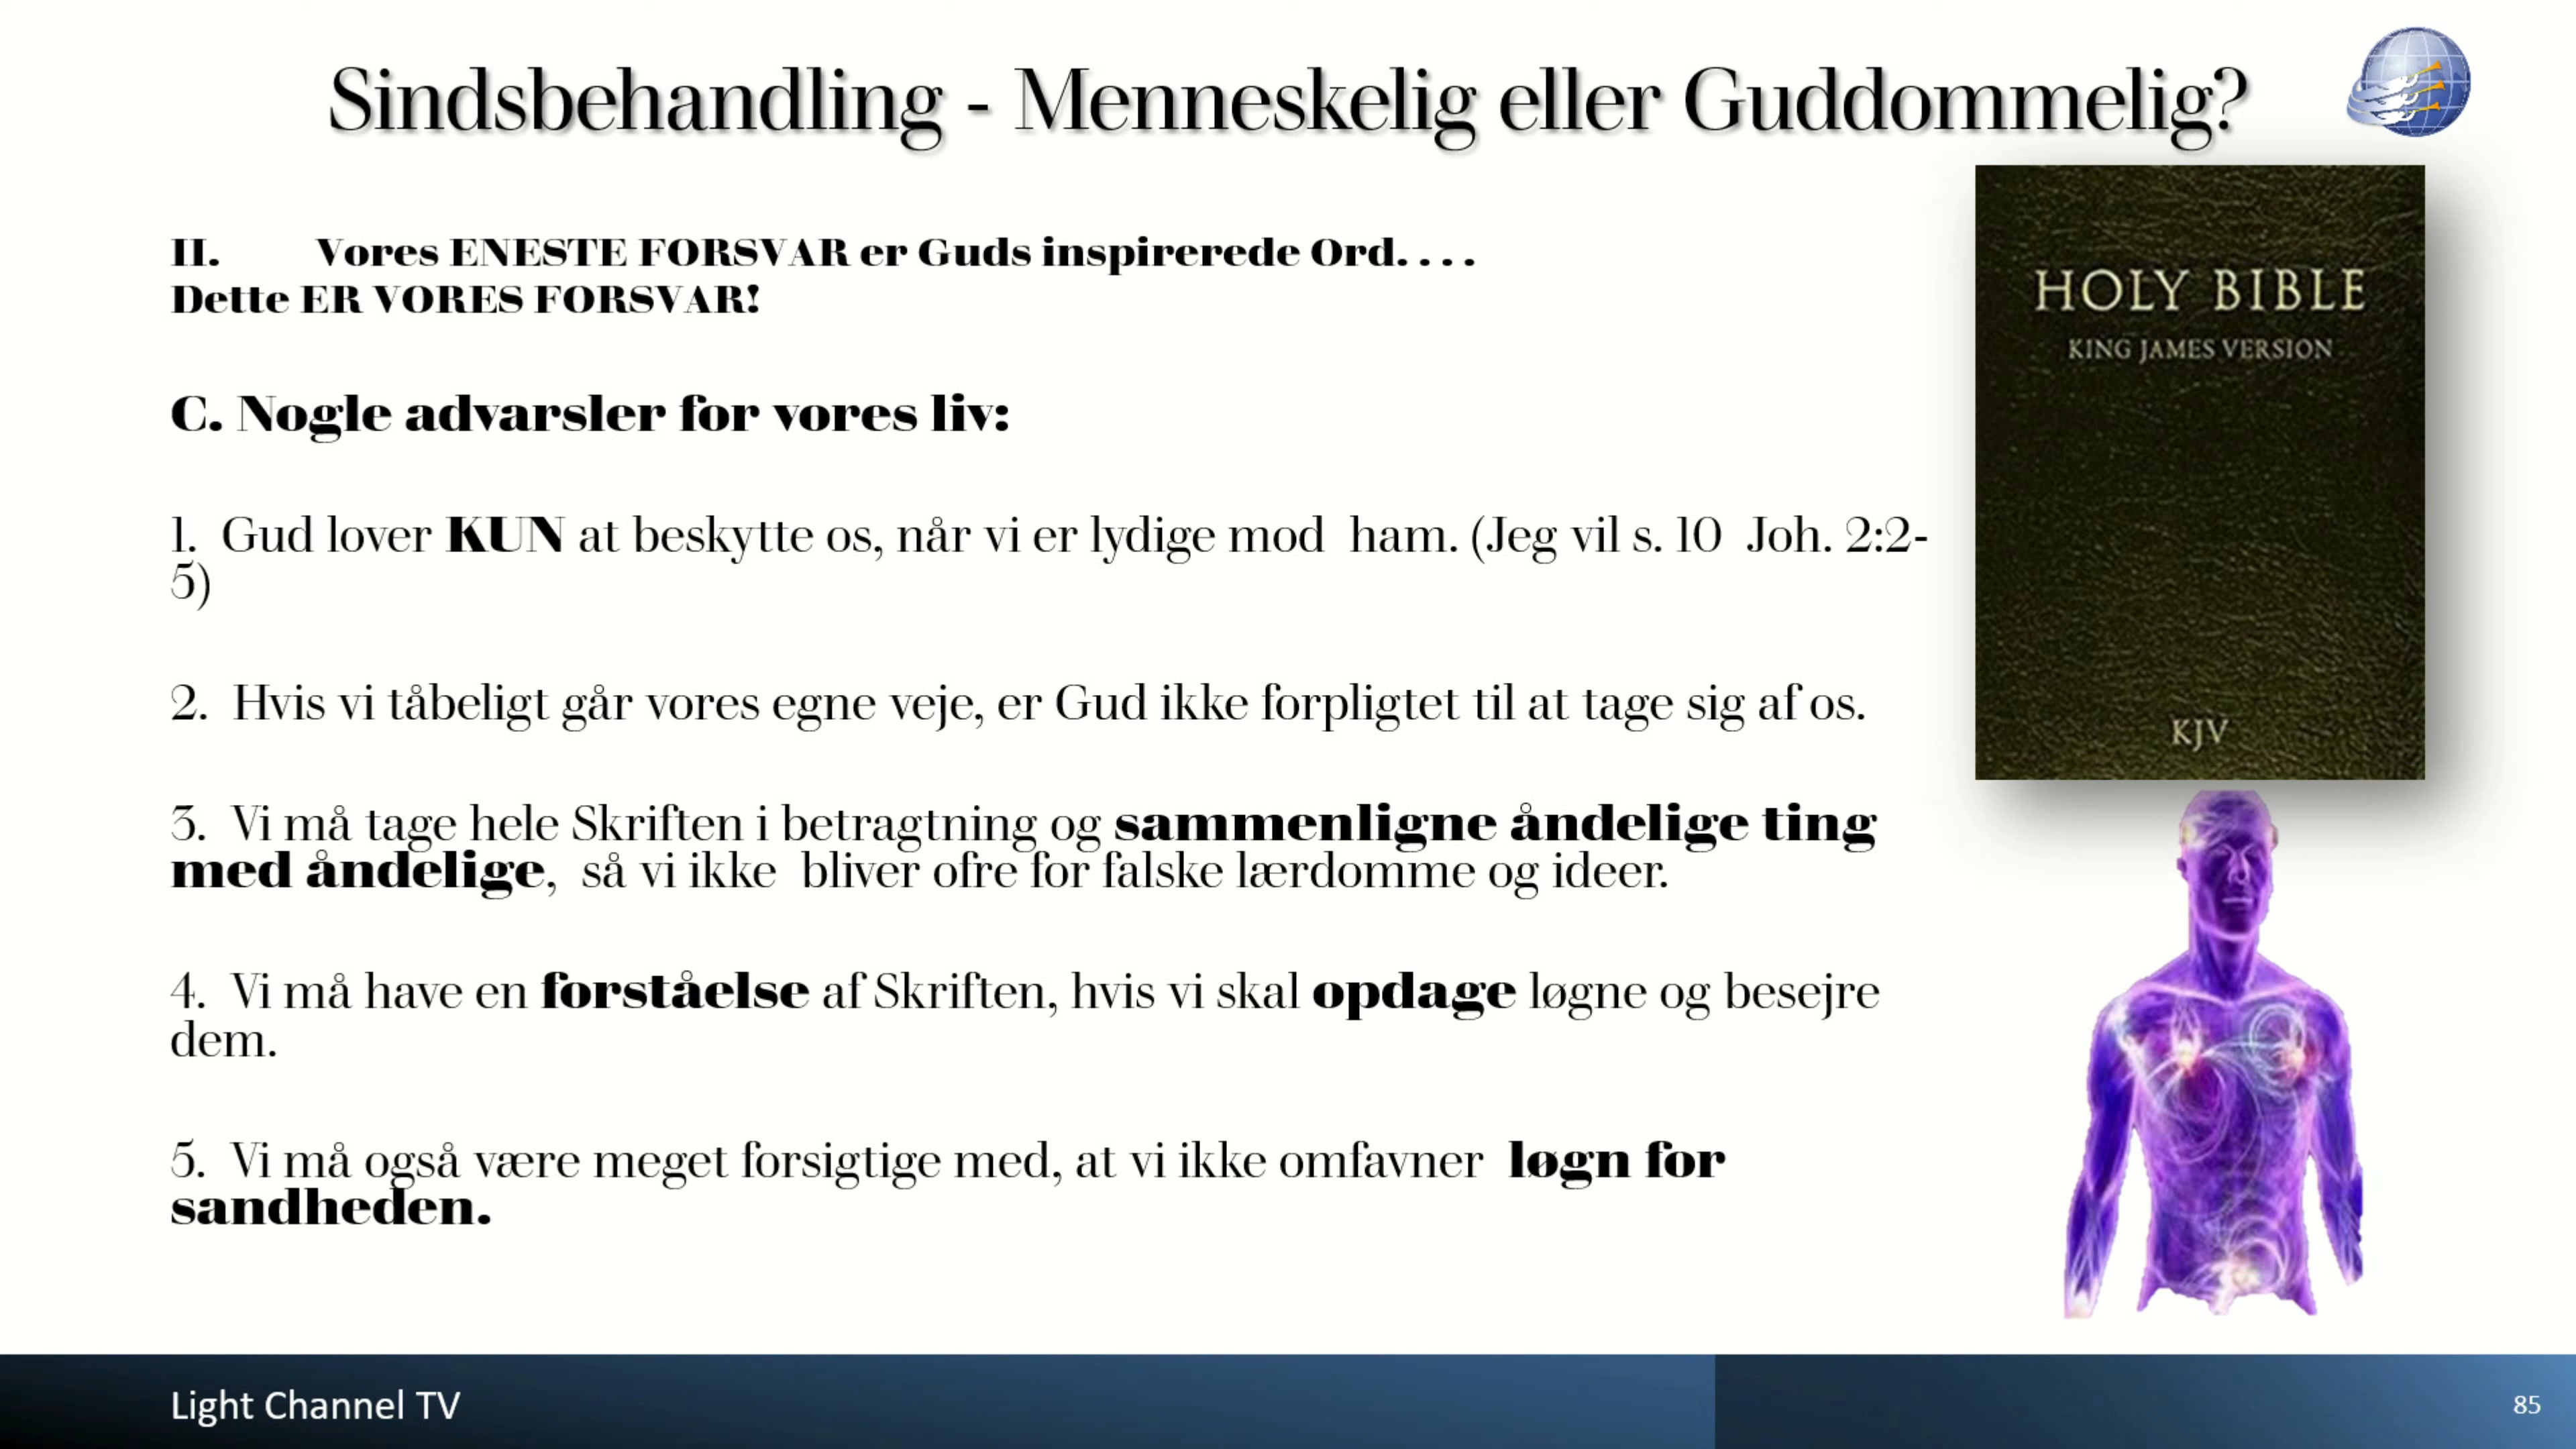 Sindsbehandling - Menneskelig eller Guddommelig?
II. Vores ENESTE FORSVAR er Guds inspirerede Ord. . . .
Dette ER VORES FORSVAR!
C. Nogle advarsler for vores liv:
1. Gud lover KUN at beskytte os, når vi er lydige mod ham. (Jeg vil s. 10 Joh. 2:2-
5)
2. Hvis vi tåbeligt går vores egne veje, er Gud ikke forpligtet til at tage sig af os.
3. Vi må tage hele Skriften i betragtning og sammenligne åndelige ting
med åndelige, så vi ikke bliver ofre for falske lærdomme og ideer.
4. Vi må have en forståelse af Skriften, hvis vi skal opdage løgne og besejre
dem.
5. Vi må også være meget forsigtige med, at vi ikke omfavner løgn for
sandheden.
HOLY BIBLE
KING JAMES VERSION
KJV
Light Channel TV
85